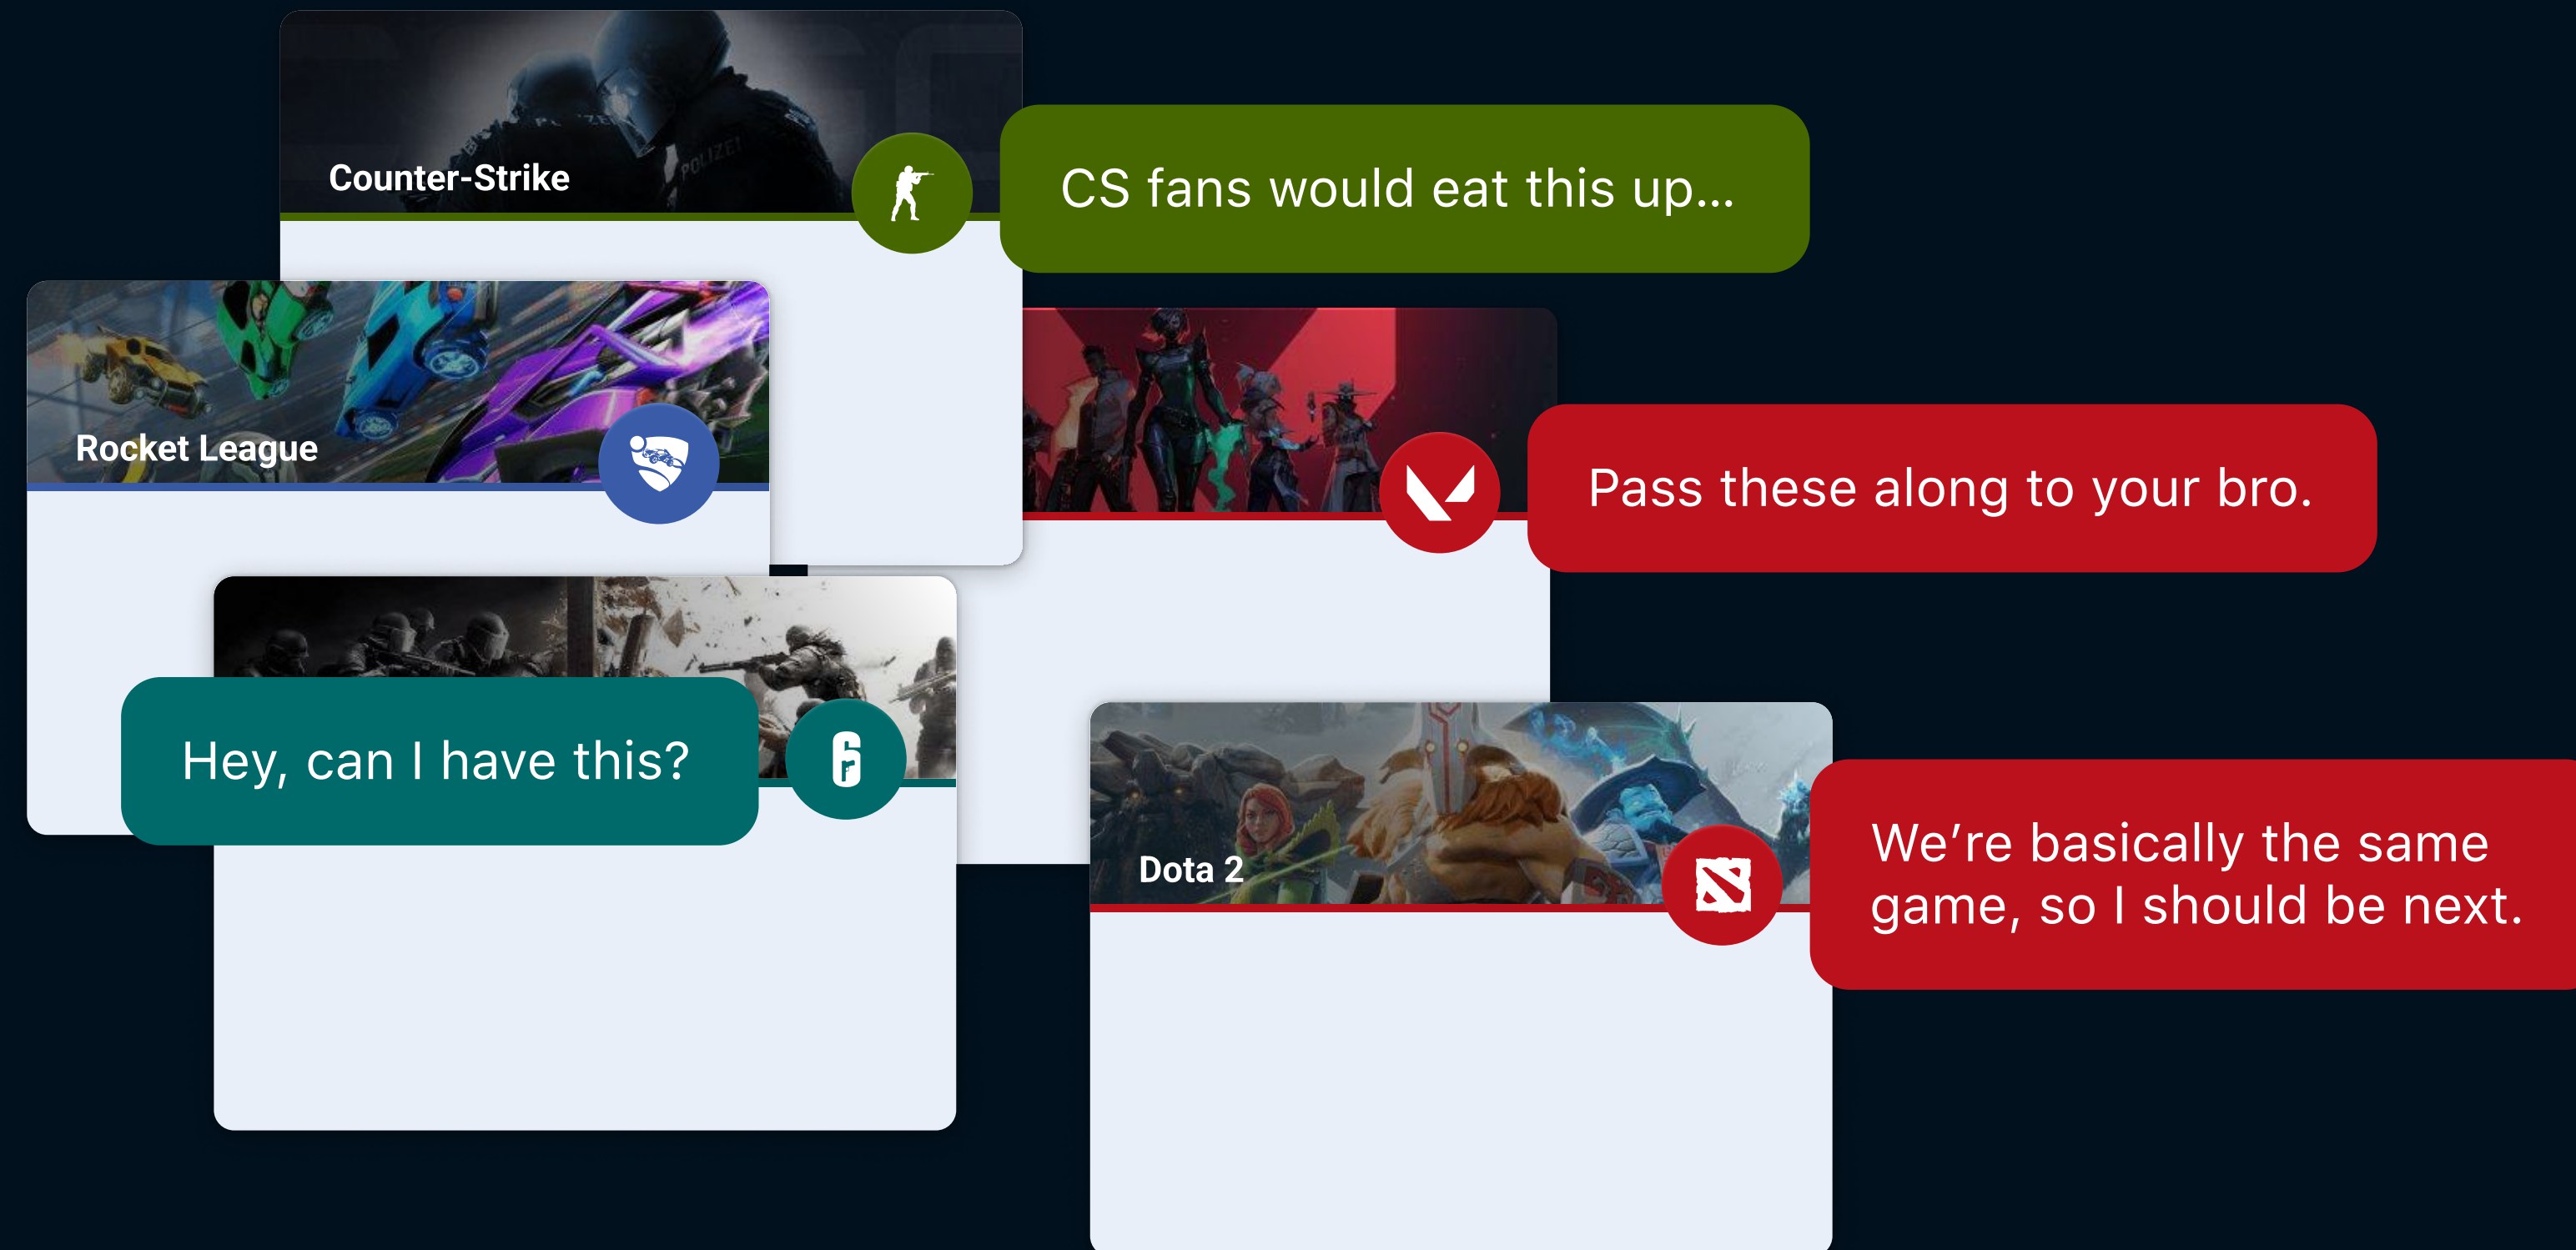 Counter-Strike
CS fans would eat this up...
Rocket League
Pass these along to your bro.
Hey, can I have this?
Dota 2
We're basically the same
game, so I should be next.
POLIZEI